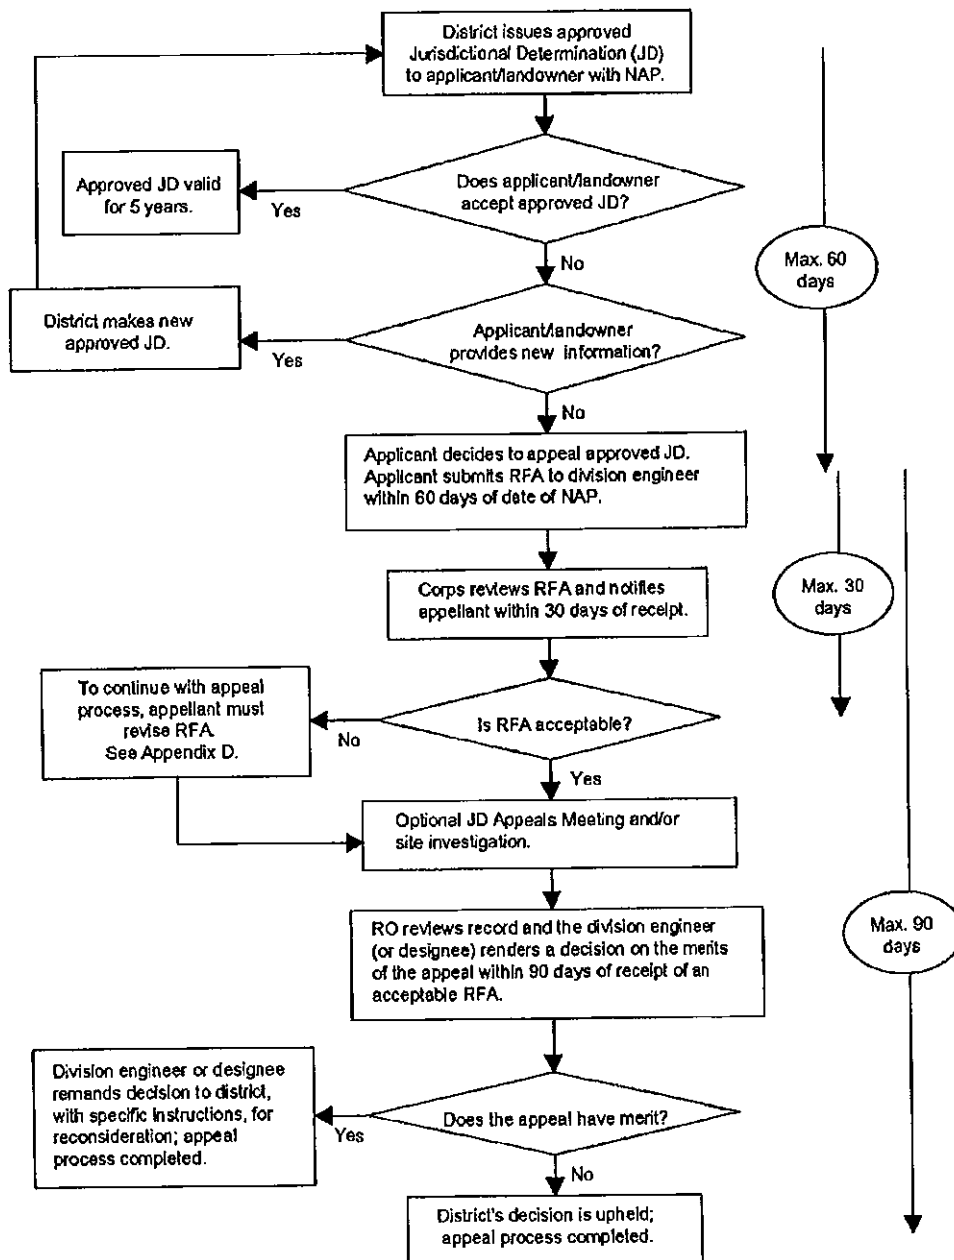 District issues approved
Jurisdictional Determination (JD)
to applicant/landowner with NAP.
Approved JD valid
for 5 years.
Yes
Does applicant/landowner
accept approved JD?
Max. 60
days
No
District makes new
approved JD.
Yes
Applicant/landowner
provides new information?
No
Applicant decides to appeal approved JD.
Applicant submits RFA to division engineer
within 60 days of date of NAP.
Corps reviews RFA and notifies
appellant within 30 days of receipt.
Max. 30
days
To continue with appeal
process, appellant must
revise RFA.
See Appendix D.
No
Is RFA acceptable?
Yes
Optional JD Appeals Meeting and/or
site investigation.
RO reviews record and the division engineer
(or designee) renders a decision on the merits
of the appeal within 90 days of receipt of an
acceptable RFA.
Max. 90
days
Division engineer or designee
remands decision to district,
with specific instructions, for
reconsideration; appeal
process completed.
Yes
Does the appeal have merit?
No
District's decision is upheld;
appeal process completed.